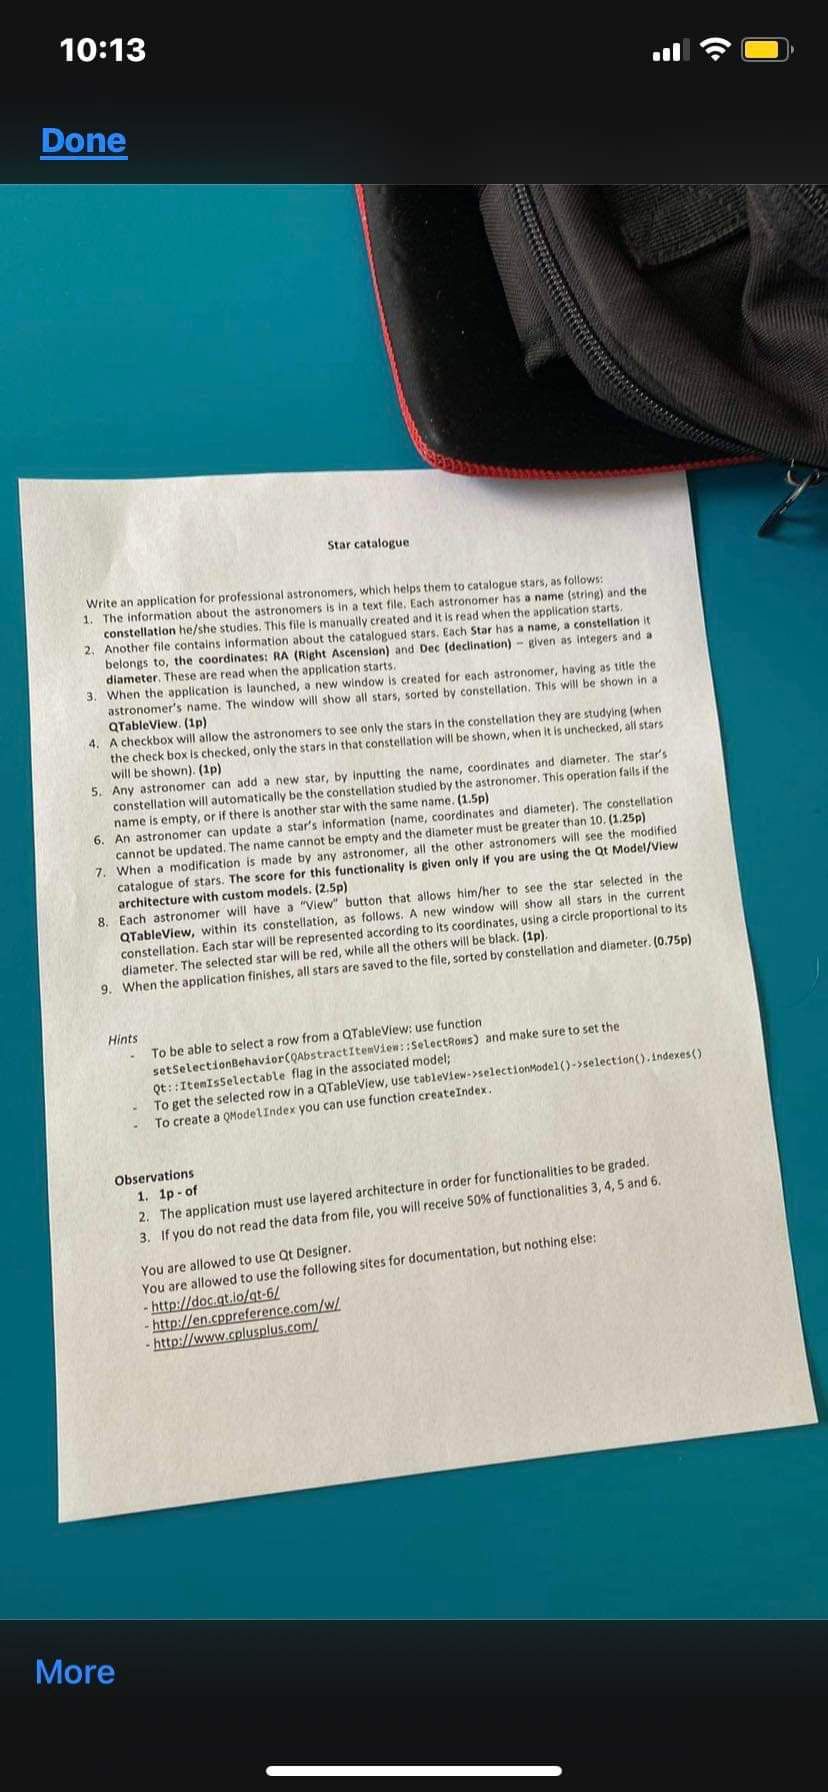 10:13
Done
Star catalogue
Write an application for professional astronomers, which helps them to catalogue stars, as follows:
1. The information about the astronomers is in a text file. Each astronomer has a name (string) and the
constellation he/she studies. This file is manually created and it is read when the application starts.
2. Another file contains information about the catalogued stars. Each Star has a name, a constellation it
belongs to, the coordinates: RA (Right Ascension) and Dec (declination) – given as integers and a
diameter. These are read when the application starts.
3. When the application is launched, a new window is created for each astronomer, having as title the
astronomer's name. The window will show all stars, sorted by constellation. This will be shown in a
QTableView. (1p)
4. A checkbox will allow the astronomers to see only the stars in the constellation they are studying (when
the check box is checked, only the stars in that constellation will be shown, when it is unchecked, all stars
will be shown). (1p)
5. Any astronomer can add a new star, by inputting the name, coordinates and diameter. The star's
constellation will automatically be the constellation studied by the astronomer. This operation fails if the
name is empty, or if there is another star with the same name. (1.5p)
6. An astronomer can update a star's information (name, coordinates and diameter). The constellation
cannot be updated. The name cannot be empty and the diameter must be greater than 10. (1.25p)
7. When a modification is made by any astronomer, all the other astronomers will see the modified
catalogue of stars. The score for this functionality is given only if you are using the Qt Model/View
architecture with custom models. (2.5p)
8. Each astronomer will have a "View" button that allows him/her to see the star selected in the
QTableView, within its constellation, as follows. A new window will show all stars in the current
constellation. Each star will be represented according to its coordinates, using a circle proportional to its
diameter. The selected star will be red, while all the others will be black. (1p).
9. When the application finishes, all stars are saved to the file, sorted by constellation and diameter. (0.75p)
Hints
- To be able to select a row from a QTableView: use function
setSelectionBehavior(QAbstractItemView::SelectRows) and make sure to set the
Qt::ItemIsSelectable flag in the associated model;
- To get the selected row in a QTableView, use tableView->selectionModel()->selection().indexes()
- To create a QModelIndex you can use function createIndex.
Observations
1. 1p - of
2. The application must use layered architecture in order for functionalities to be graded.
3. If you do not read the data from file, you will receive 50% of functionalities 3, 4, 5 and 6.
You are allowed to use Qt Designer.
You are allowed to use the following sites for documentation, but nothing else:
- http://doc.qt.io/qt-6/
- http://en.cppreference.com/w/
- http://www.cplusplus.com/
More